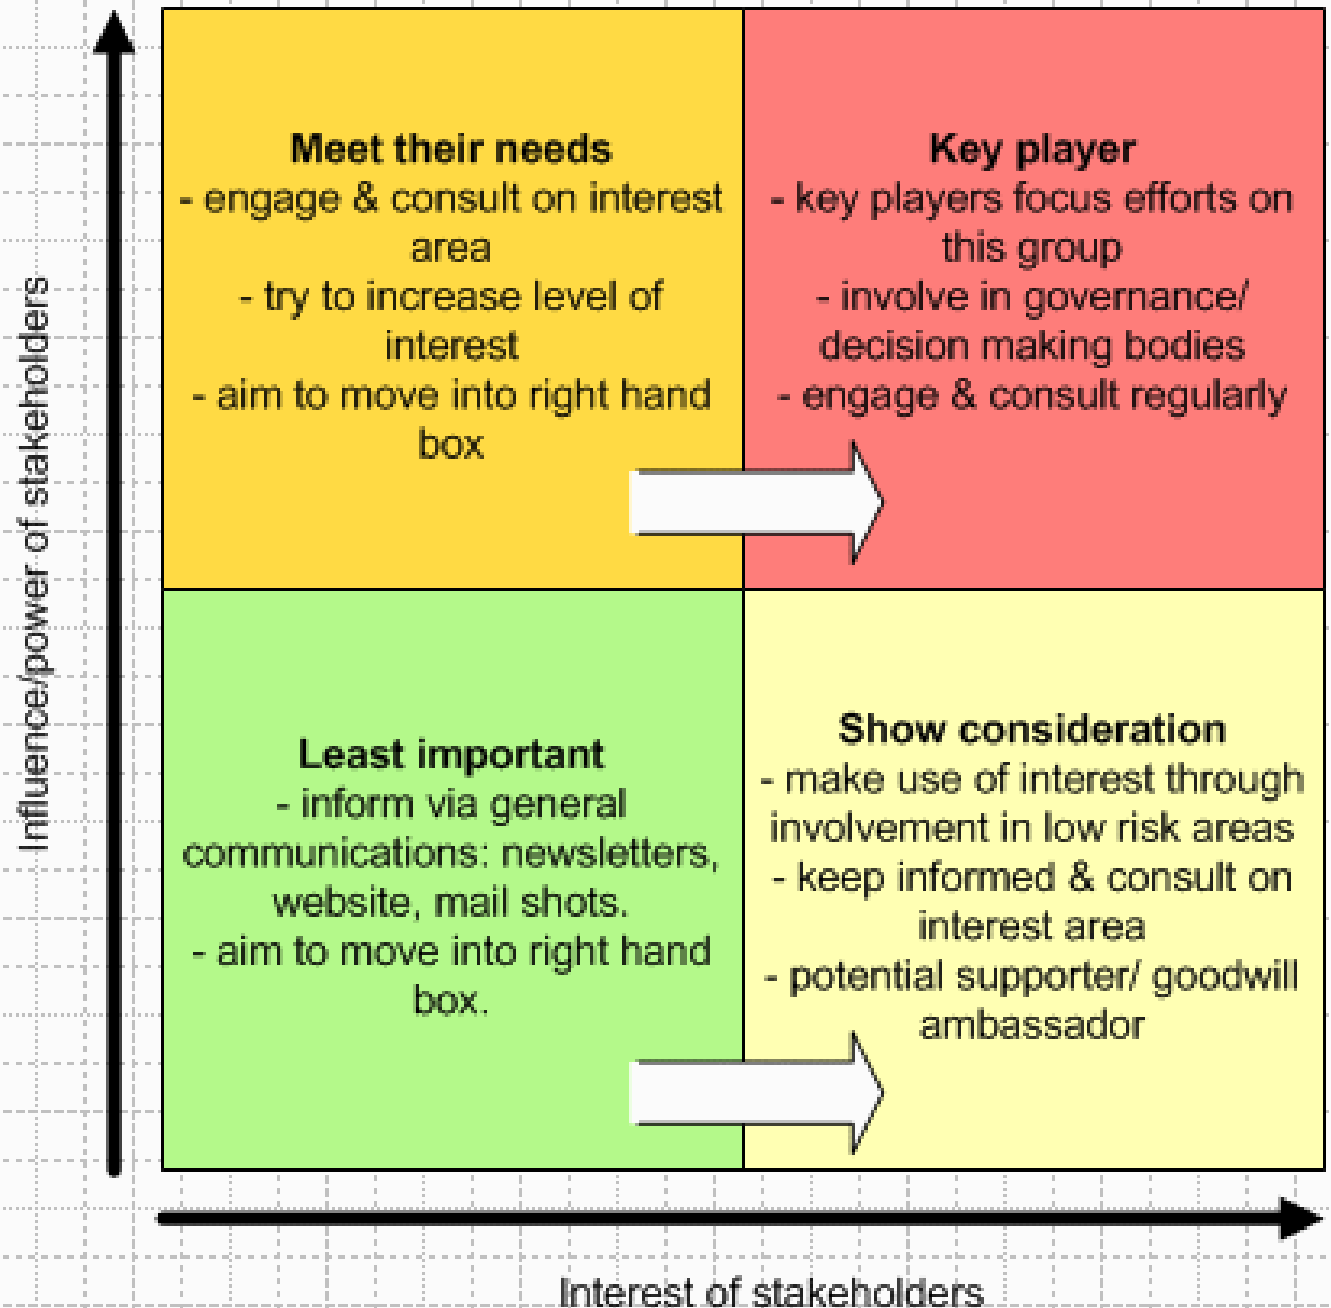 Influence/power of stakeholders
Meet their needs
- engage & consult on interest
area
- try to increase level of
interest
- aim to move into right hand
box
Key player
- key players focus efforts on
this group
- involve in governance/
decision making bodies
- engage & consult regularly
Least important
- inform via general
communications: newsletters,
website, mail shots.
- aim to move into right hand
box.
Show consideration
- make use of interest through
involvement in low risk areas
- keep informed & consult on
interest area
- potential supporter/ goodwill
ambassador
Interest of stakeholders